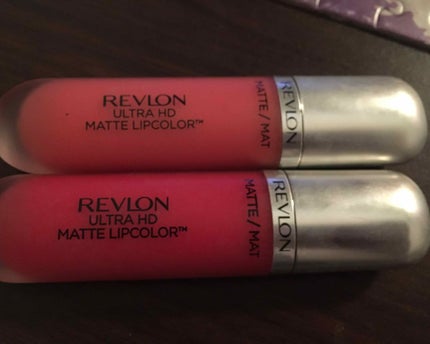 REVLON
ULTRA HD
MATTE LIPCOLOR™
MATTE / MAT
REVLON
REVLON
ULTRA HD
MATTE LIPCOLOR™
MATTE / MAT
REVLON